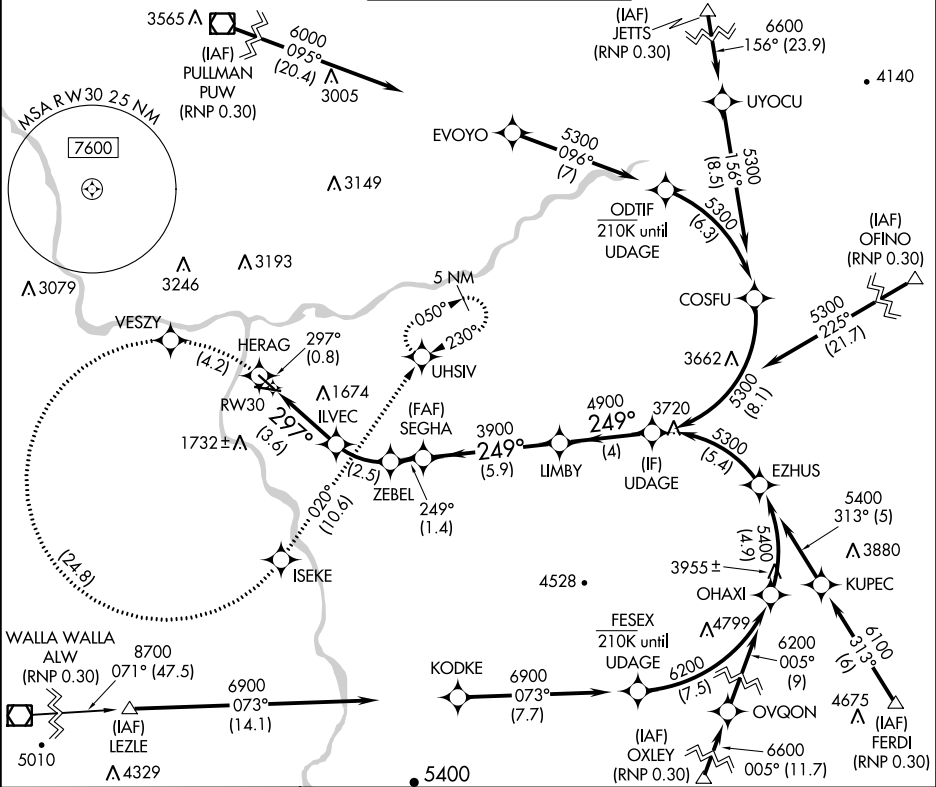 3565
(IAF)
PULLMAN
PUW
(RNP 0.30)
6000
095°
(20.4)
3005
(IAF)
JETTS
(RNP 0.30)
6600
156° (23.9)
4140
UYOCU
MSA RW30 25 NM
7600
EVOYO
5300
096°
(7)
5300
156°
(8.5)
3149
ODTIF
210K until
UDAGE
5300
(6.3)
(IAF)
OFINO
(RNP 0.30)
3079
3246
3193
5 NM
050°
230°
UHSIV
COSFU
5300
225°
(21.7)
VESZY
(4.2)
HERAG
297°
(0.8)
RW30
1674
ILVEC
3662
5300
(8.1)
297°
(3.6)
1732±
(FAF)
SEGHA
3900
249°
(5.9)
4900
249°
(4)
3720
LIMBY
(IF)
UDAGE
5300
(5.4)
EZHUS
(2.5)
ZEBEL
249°
(1.4)
020°
(10.6)
5400
313° (5)
5400
(4.9)
3880
(24.8)
ISEKE
4528
3955±
OHAXI
KUPEC
FESEX
210K until
UDAGE
4799
6200
005°
(9)
6100
313°
(6)
WALLA WALLA
ALW
(RNP 0.30)
8700
071° (47.5)
6900
073°
(14.1)
KODKE
6900
073°
(7.7)
6200
(7.5)
OVQON
4675
(IAF)
LEZLE
5010
4329
5400
(IAF)
OXLEY
(RNP 0.30)
6600
005° (11.7)
(IAF)
FERDI
(RNP 0.30)